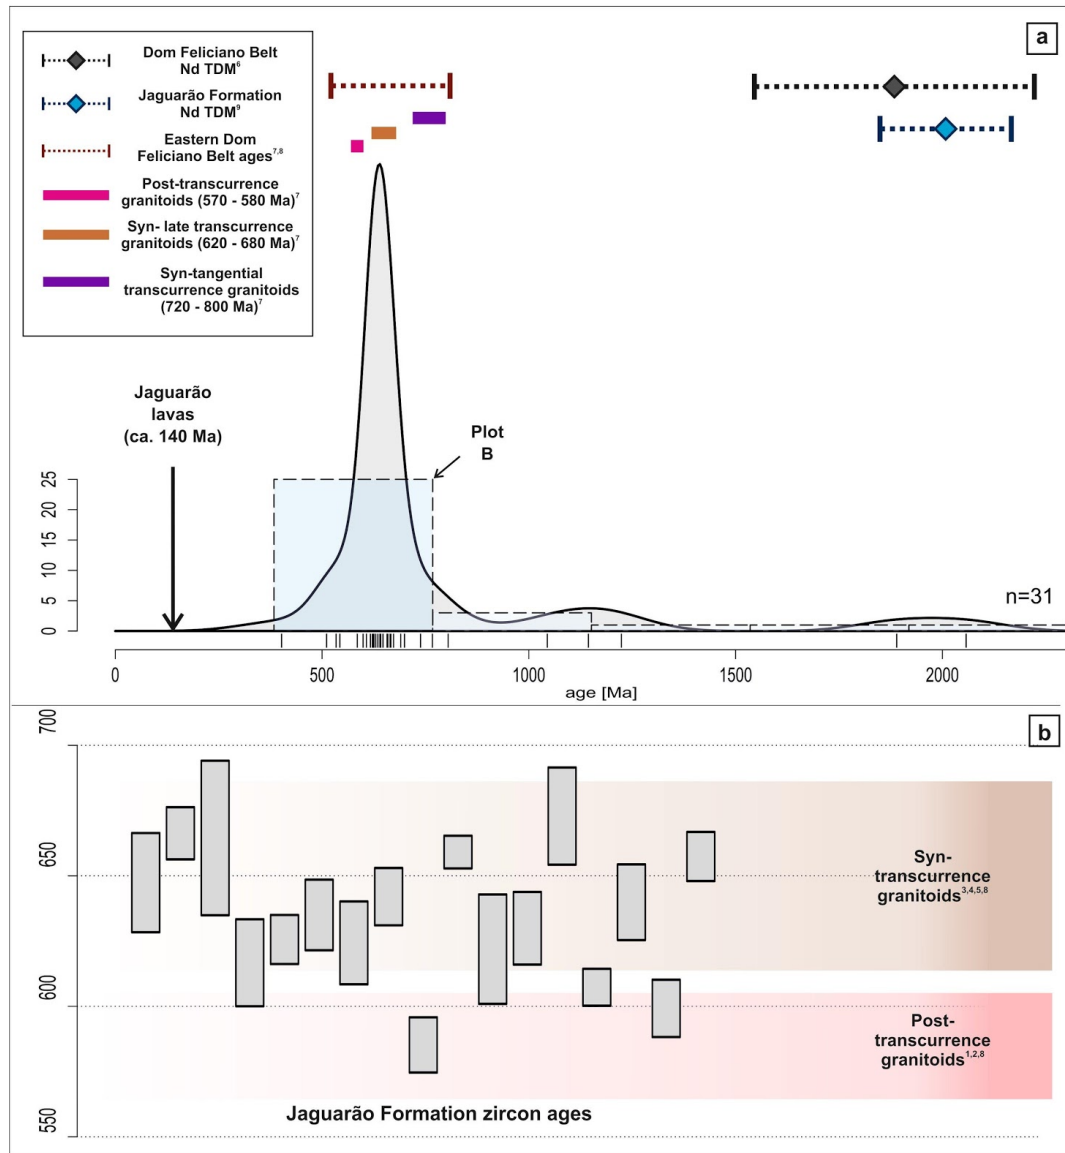 a
Dom Feliciano Belt
Nd TDM⁶
Jaguarão Formation
Nd TDM⁹
Eastern Dom
Feliciano Belt ages⁷,⁸
Post-transcurrence
granitoids (570 - 580 Ma)⁷
Syn- late transcurrence
granitoids (620 - 680 Ma)⁷
Syn-tangential
transcurrence granitoids
(720 - 800 Ma)⁷
Jaguarão
lavas
(ca. 140 Ma)
Plot
B
25
20
15
10
5
0
n=31
0 500 1000 1500 2000
age [Ma]
b
700
650
600
550
Syn-
transcurrence
granitoids³,⁴,⁵,⁸
Post-
transcurrence
granitoids¹,²,⁸
Jaguarão Formation zircon ages